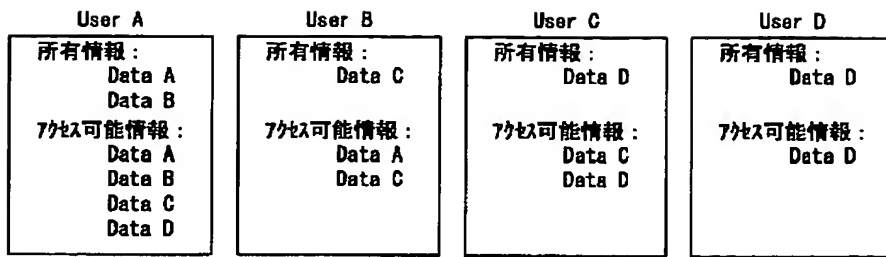 User A
所有情報:
Data A
Data B
アクセス可能情報:
Data A
Data B
Data C
Data D
User B
所有情報:
Data C
アクセス可能情報:
Data A
Data C
User C
所有情報:
Data D
アクセス可能情報:
Data C
Data D
User D
所有情報:
Data D
アクセス可能情報:
Data D